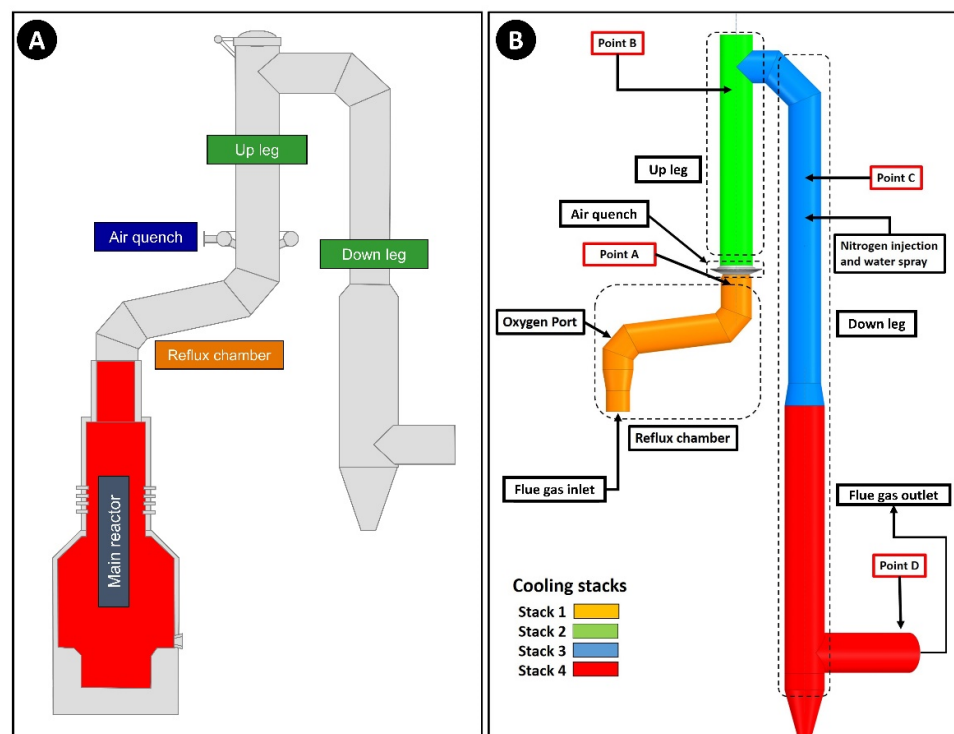 A
Up leg
Air quench
Down leg
Reflux chamber
Main reactor
B
Point B
Up leg
Point C
Air quench
Point A
Nitrogen injection
and water spray
Oxygen Port
Down leg
Reflux chamber
Flue gas inlet
Flue gas outlet
Point D
Cooling stacks
Stack 1
Stack 2
Stack 3
Stack 4